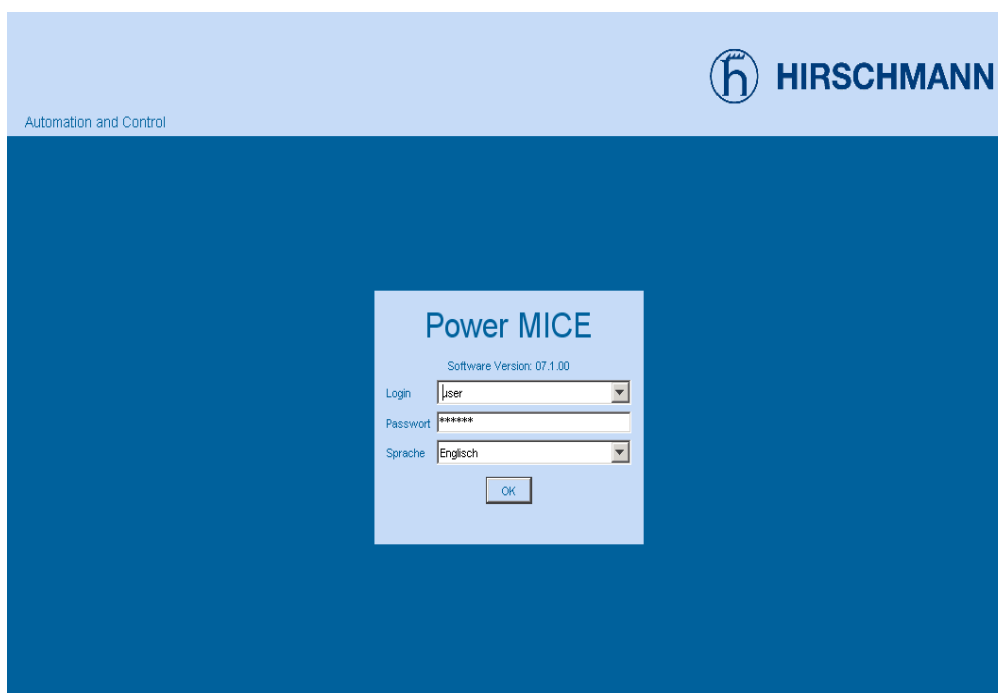 HIRSCHMANN
Automation and Control
Power MICE
Software Version: 07.1.00
Login user
Passwort ******
Sprache Englisch
OK